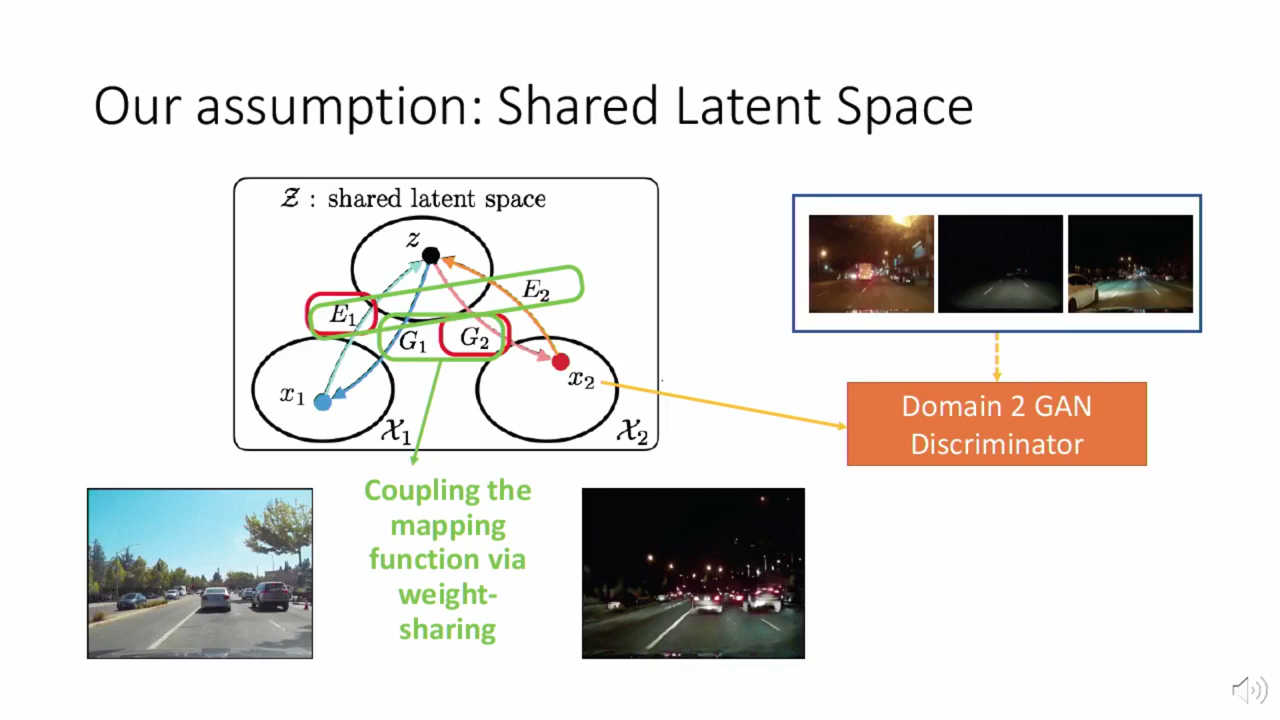 Our assumption: Shared Latent Space
𝒵 : shared latent space
z
E₁
E₂
G₁
G₂
x₁
x₂
𝒳₁
𝒳₂
Domain 2 GAN
Discriminator
Coupling the
mapping
function via
weight-
sharing